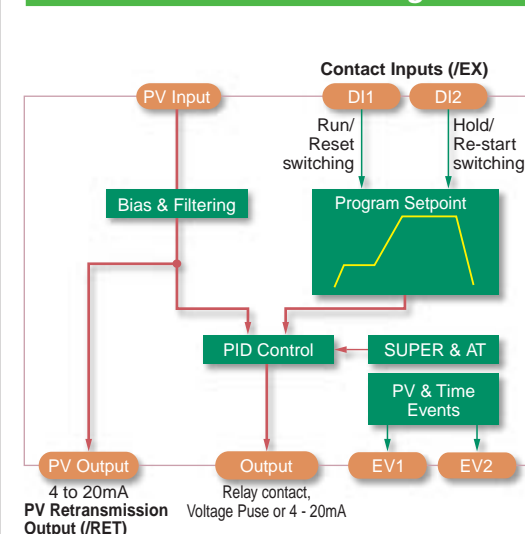 Contact Inputs (/EX)
PV Input
DI1
DI2
Run/
Reset
switching
Hold/
Re-start
switching
Bias & Filtering
Program Setpoint
PID Control
SUPER & AT
PV & Time
Events
PV Output
Output
EV1
EV2
4 to 20mA
PV Retransmission
Output (/RET)
Relay contact,
Voltage Puse or 4 - 20mA